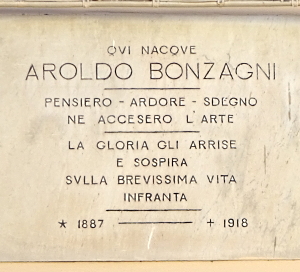 QVI NACQVE
AROLDO BONZAGNI
PENSIERO - ARDORE - SDEGNO
NE ACCESERO L'ARTE
LA GLORIA GLI ARRISE
E SOSPIRA
SVLLA BREVISSIMA VITA
INFRANTA
* 1887 + 1918